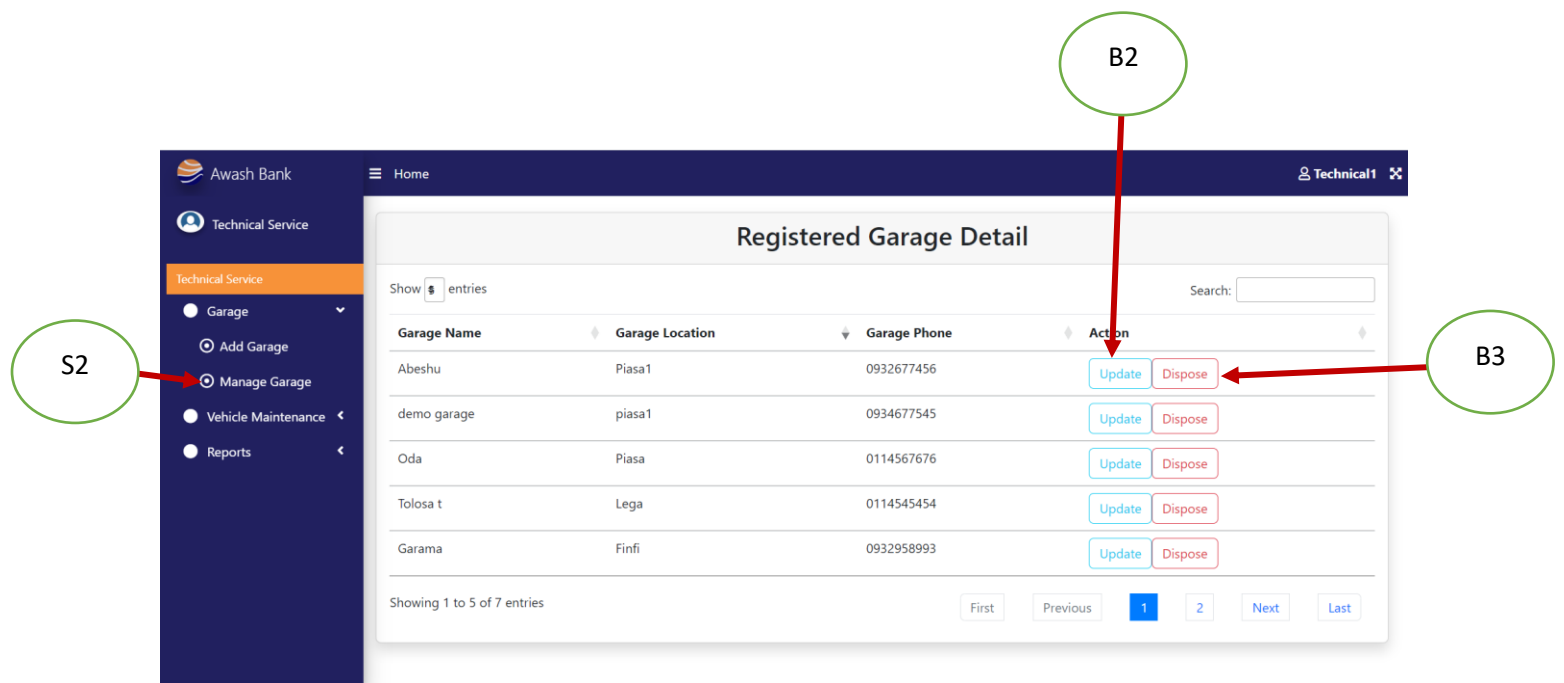 B2
Awash Bank
Home
Technical1
Technical Service
Registered Garage Detail
Technical Service
Show entries
Search:
Garage
Garage Name Garage Location Garage Phone Action
Add Garage
S2
Abeshu Piasa1 0932677456 Update Dispose
B3
Manage Garage
demo garage piasa1 0934677545 Update Dispose
Vehicle Maintenance
Reports
Oda Piasa 0114567676 Update Dispose
Tolosa t Lega 0114545454 Update Dispose
Garama Finfi 0932958993 Update Dispose
Showing 1 to 5 of 7 entries
First Previous 1 2 Next Last